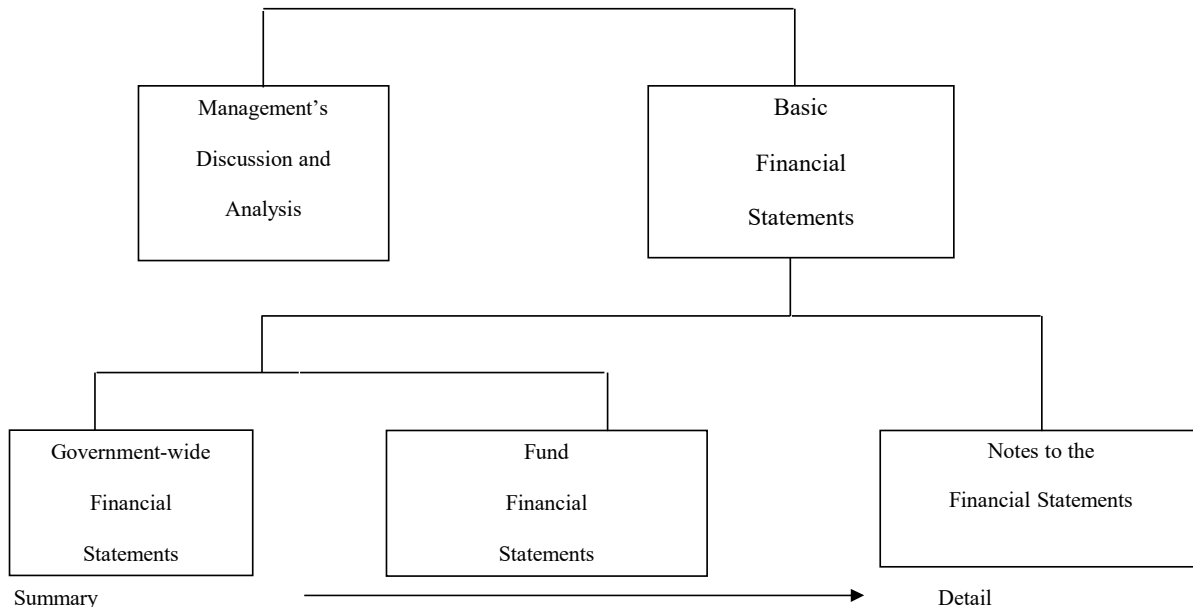 Management’s
Discussion and
Analysis
Basic
Financial
Statements
Government-wide
Financial
Statements
Fund
Financial
Statements
Notes to the
Financial Statements
Summary
Detail